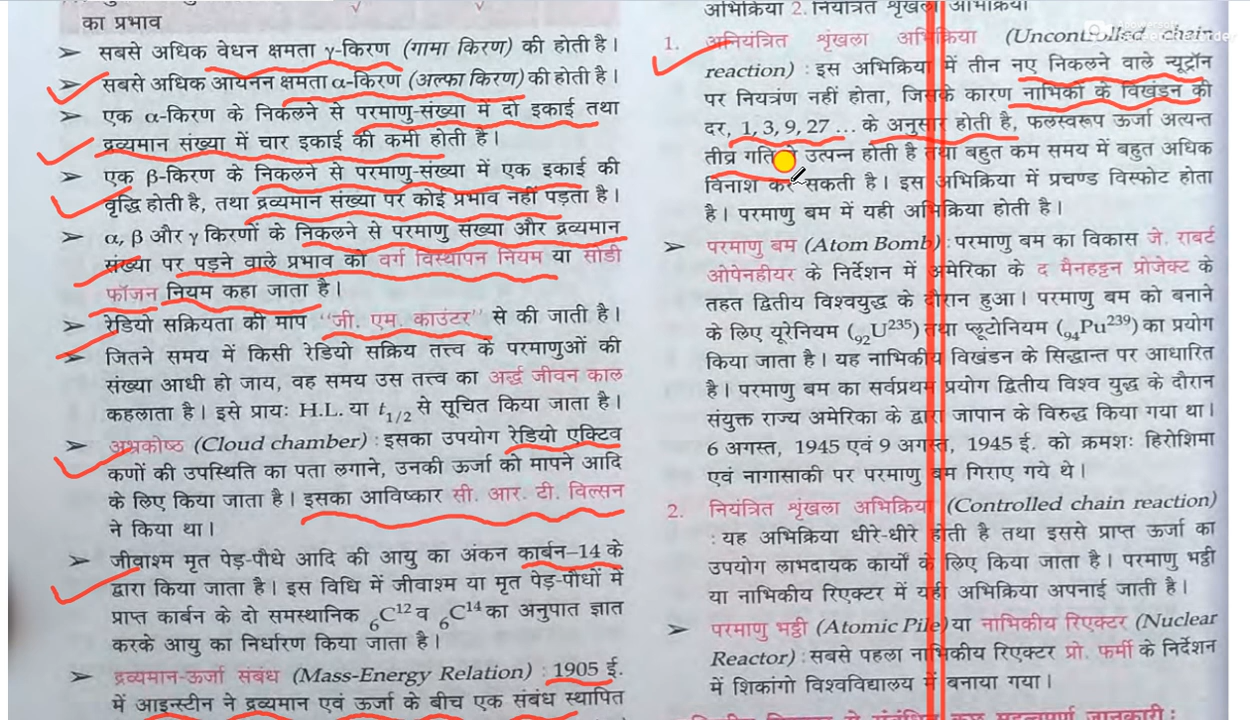 का प्रभाव
➤ सबसे अधिक वेधन क्षमता γ-किरण (गामा किरण) की होती है।
➤ सबसे अधिक आयनन क्षमता α-किरण (अल्फा किरण) की होती है।
➤ एक α-किरण के निकलने से परमाणु-संख्या में दो इकाई तथा
द्रव्यमान संख्या में चार इकाई की कमी होती है।
➤ एक β-किरण के निकलने से परमाणु-संख्या में एक इकाई की
वृद्धि होती है, तथा द्रव्यमान संख्या पर कोई प्रभाव नहीं पड़ता है।
➤ α, β और γ किरणों के निकलने से परमाणु संख्या और द्रव्यमान
संख्या पर पड़ने वाले प्रभाव को वर्ग विस्थापन नियम या सोडी
फॉजन नियम कहा जाता है।
➤ रेडियो सक्रियता की माप ‘‘जी. एम. काउंटर’’ से की जाती है।
➤ जितने समय में किसी रेडियो सक्रिय तत्त्व के परमाणुओं की
संख्या आधी हो जाय, वह समय उस तत्त्व का अर्द्ध जीवन काल
कहलाता है। इसे प्रायः H.L. या t₁/₂ से सूचित किया जाता है।
➤ अभ्रकोष्ठ (Cloud chamber) : इसका उपयोग रेडियो एक्टिव
कणों की उपस्थिति का पता लगाने, उनकी ऊर्जा को मापने आदि
के लिए किया जाता है। इसका आविष्कार सी. आर. टी. विल्सन
ने किया था।
➤ जीवाश्म मृत पेड़-पौधे आदि की आयु का अंकन कार्बन–14 के
द्वारा किया जाता है। इस विधि में जीवाश्म या मृत पेड़-पौधों में
प्राप्त कार्बन के दो समस्थानिक ₆C¹² व ₆C¹⁴ का अनुपात ज्ञात
करके आयु का निर्धारण किया जाता है।
➤ द्रव्यमान-ऊर्जा संबंध (Mass-Energy Relation) : 1905 ई.
में आइन्स्टीन ने द्रव्यमान एवं ऊर्जा के बीच एक संबंध स्थापित
अभिक्रिया 2. नियंत्रित शृंखला अभिक्रिया
1. अनियंत्रित शृंखला अभिक्रिया (Uncontrolled chain
reaction) : इस अभिक्रिया में तीन नए निकलने वाले न्यूट्रॉन
पर नियत्रंण नहीं होता, जिसके कारण नाभिकों के विखंडन की
दर, 1, 3, 9, 27 ... के अनुसार होती है, फलस्वरूप ऊर्जा अत्यन्त
तीव्र गति उत्पन्न होती है तथा बहुत कम समय में बहुत अधिक
विनाश कर सकती है। इस अभिक्रिया में प्रचण्ड विस्फोट होता
है। परमाणु बम में यही अभिक्रिया होती है।
➤ परमाणु बम (Atom Bomb) : परमाणु बम का विकास जे. राबर्ट
ओपेनहीयर के निर्देशन में अमेरिका के द मैनहट्टन प्रोजेक्ट के
तहत द्वितीय विश्वयुद्ध के दौरान हुआ। परमाणु बम को बनाने
के लिए यूरेनियम (₉₂U²³⁵) तथा प्लूटोनियम (₉₄Pu²³⁹) का प्रयोग
किया जाता है। यह नाभिकीय विखंडन के सिद्धान्त पर आधारित
है। परमाणु बम का सर्वप्रथम प्रयोग द्वितीय विश्व युद्ध के दौरान
संयुक्त राज्य अमेरिका के द्वारा जापान के विरुद्ध किया गया था।
6 अगस्त, 1945 एवं 9 अगस्त, 1945 ई. को क्रमशः हिरोशिमा
एवं नागासाकी पर परमाणु बम गिराए गये थे।
2. नियंत्रित शृंखला अभिक्रिया (Controlled chain reaction)
: यह अभिक्रिया धीरे-धीरे होती है तथा इससे प्राप्त ऊर्जा का
उपयोग लाभदायक कार्यों के लिए किया जाता है। परमाणु भट्ठी
या नाभिकीय रिएक्टर में यही अभिक्रिया अपनाई जाती है।
➤ परमाणु भट्ठी (Atomic Pile) या नाभिकीय रिएक्टर (Nuclear
Reactor) : सबसे पहला नाभिकीय रिएक्टर प्रो. फर्मी के निर्देशन
में शिकांगो विश्वविद्यालय में बनाया गया।